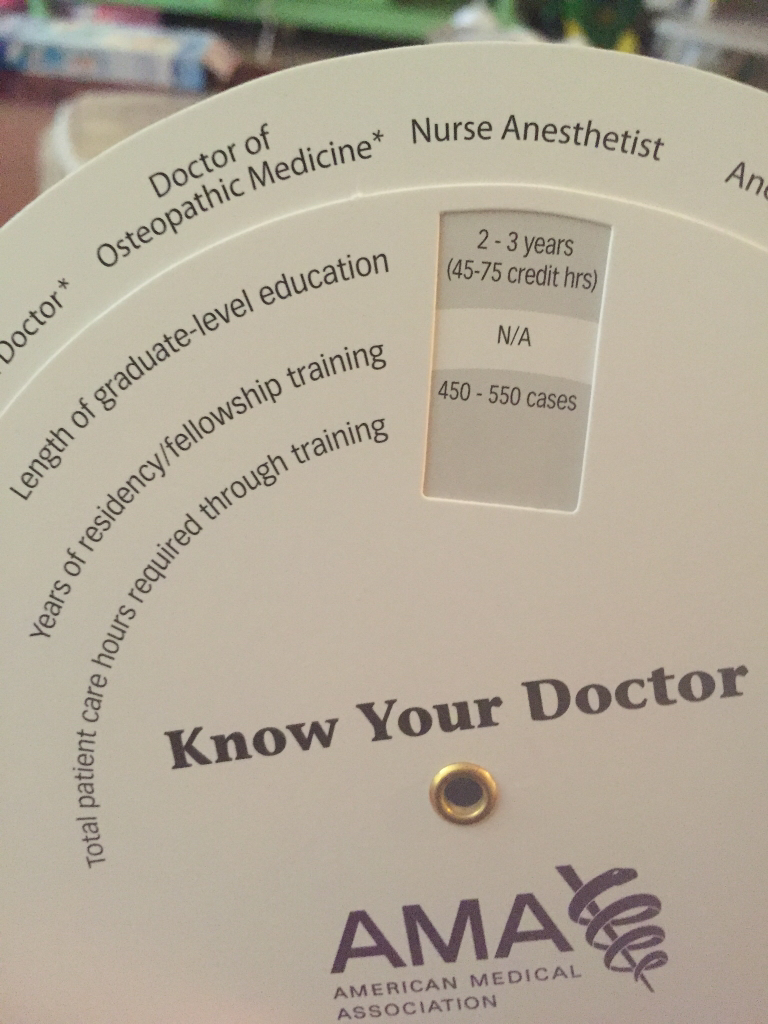 Doctor*
Doctor of
Osteopathic Medicine*
Nurse Anesthetist
Length of graduate-level education
2 - 3 years
(45-75 credit hrs)
Years of residency/fellowship training
N/A
Total patient care hours required through training
450 - 550 cases
Know Your Doctor
AMA
AMERICAN MEDICAL
ASSOCIATION